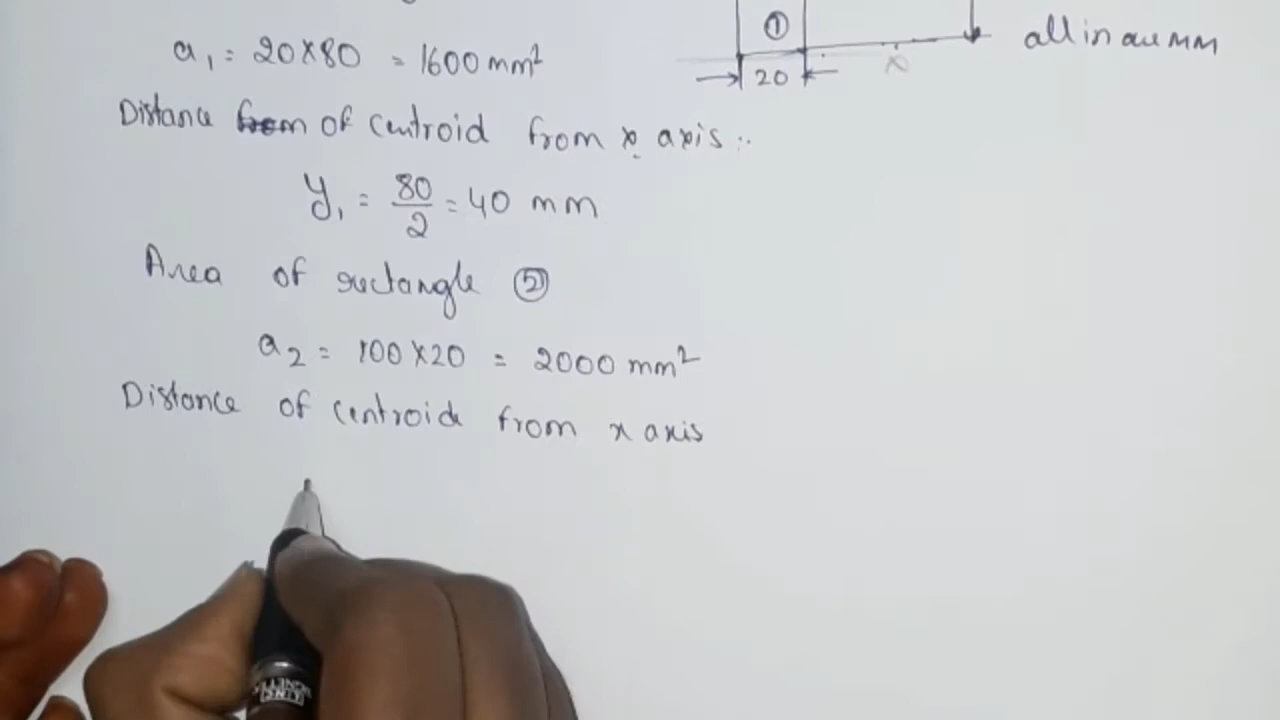 ①
all in are MM
20
x
a₁ = 20×80 = 1600 mm²
Distance of centroid from x axis :-
y₁ = 80/2 = 40 mm
Area of rectangle ②
a₂ = 100×20 = 2000 mm²
Distance of centroid from x axis